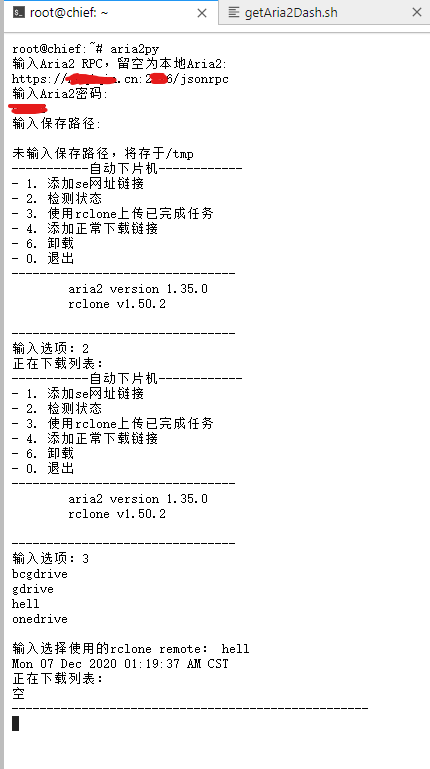 root@chief: ~
getAria2Dash.sh
root@chief:~# aria2py
输入Aria2 RPC，留空为本地Aria2:
https://
.cn:2
6/jsonrpc
输入Aria2密码:
输入保存路径:
未输入保存路径，将存于/tmp
-----------自动下片机------------
- 1. 添加se网址链接
- 2. 检测状态
- 3. 使用rclone上传已完成任务
- 4. 添加正常下载链接
- 6. 卸载
- 0. 退出
--------------------------------
aria2 version 1.35.0
rclone v1.50.2
--------------------------------
输入选项: 2
正在下载列表:
-----------自动下片机------------
- 1. 添加se网址链接
- 2. 检测状态
- 3. 使用rclone上传已完成任务
- 4. 添加正常下载链接
- 6. 卸载
- 0. 退出
--------------------------------
aria2 version 1.35.0
rclone v1.50.2
--------------------------------
输入选项: 3
bcgdrive
gdrive
hell
onedrive
输入选择使用的rclone remote: hell
Mon 07 Dec 2020 01:19:37 AM CST
正在下载列表:
空
---------------------------------------------------